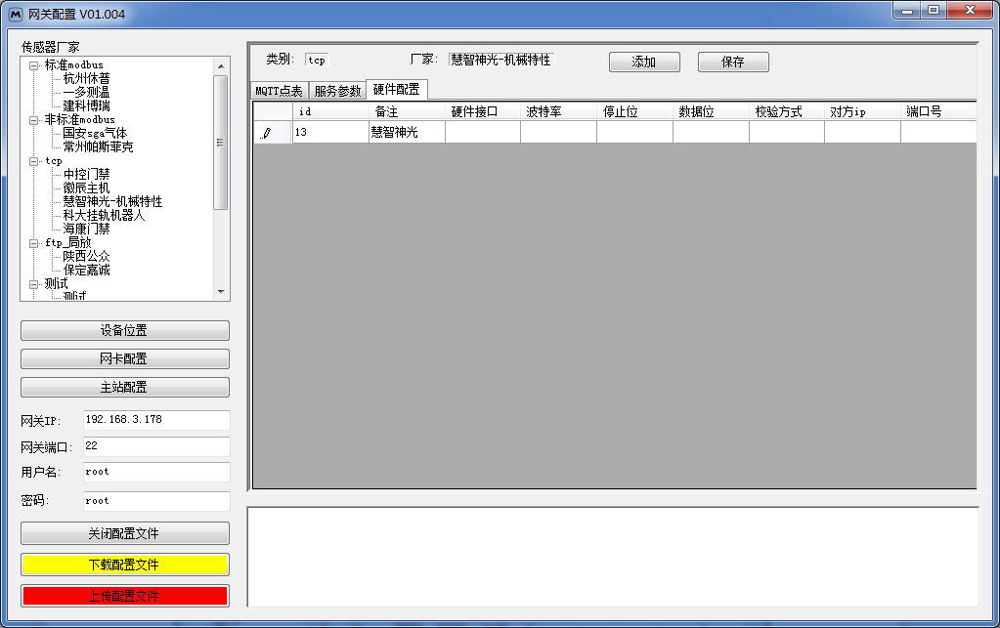 网关配置 V01.004
传感器厂家
标准modbus
杭州休普
一多测温
建科博瑞
非标准modbus
国安sga气体
常州帕斯菲克
tcp
中控门禁
徽辰主机
慧智神光-机械特性
科大挂轨机器人
海康门禁
ftp_局放
陕西公众
保定嘉诚
测试
测试
设备位置
网卡配置
主站配置
网关IP: 192.168.3.178
网关端口: 22
用户名: root
密码: root
关闭配置文件
下载配置文件
上传配置文件
类别: tcp 厂家: 慧智神光-机械特性 添加 保存
MQTT点表 服务参数 硬件配置
id 备注 硬件接口 波特率 停止位 数据位 校验方式 对方ip 端口号
13 慧智神光